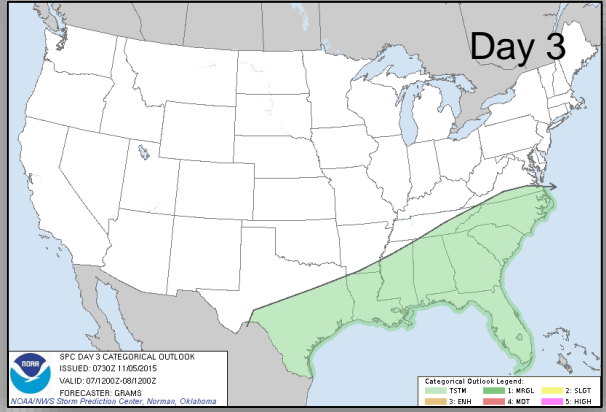 Day 3
SPC DAY 3 CATEGORICAL OUTLOOK
ISSUED: 0730Z 11/05/2015
VALID: 07/1200Z-08/1200Z
FORECASTER: GRAMS
NOAA/NWS Storm Prediction Center, Norman, Oklahoma
NOAA
Categorical Outlook Legend:
TSTM 1: MRGL 2: SLGT
3: ENH 4: MDT 5: HIGH